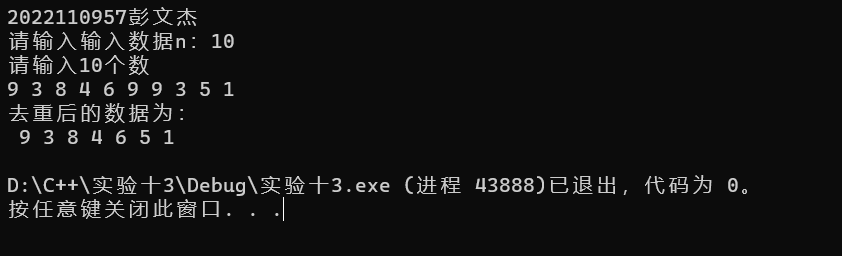 2022110957彭文杰
请输入输入数据n: 10
请输入10个数
9 3 8 4 6 9 9 3 5 1
去重后的数据为:
 9 3 8 4 6 5 1
D:\C++\实验十3\Debug\实验十3.exe (进程 43888)已退出，代码为 0。
按任意键关闭此窗口. . .